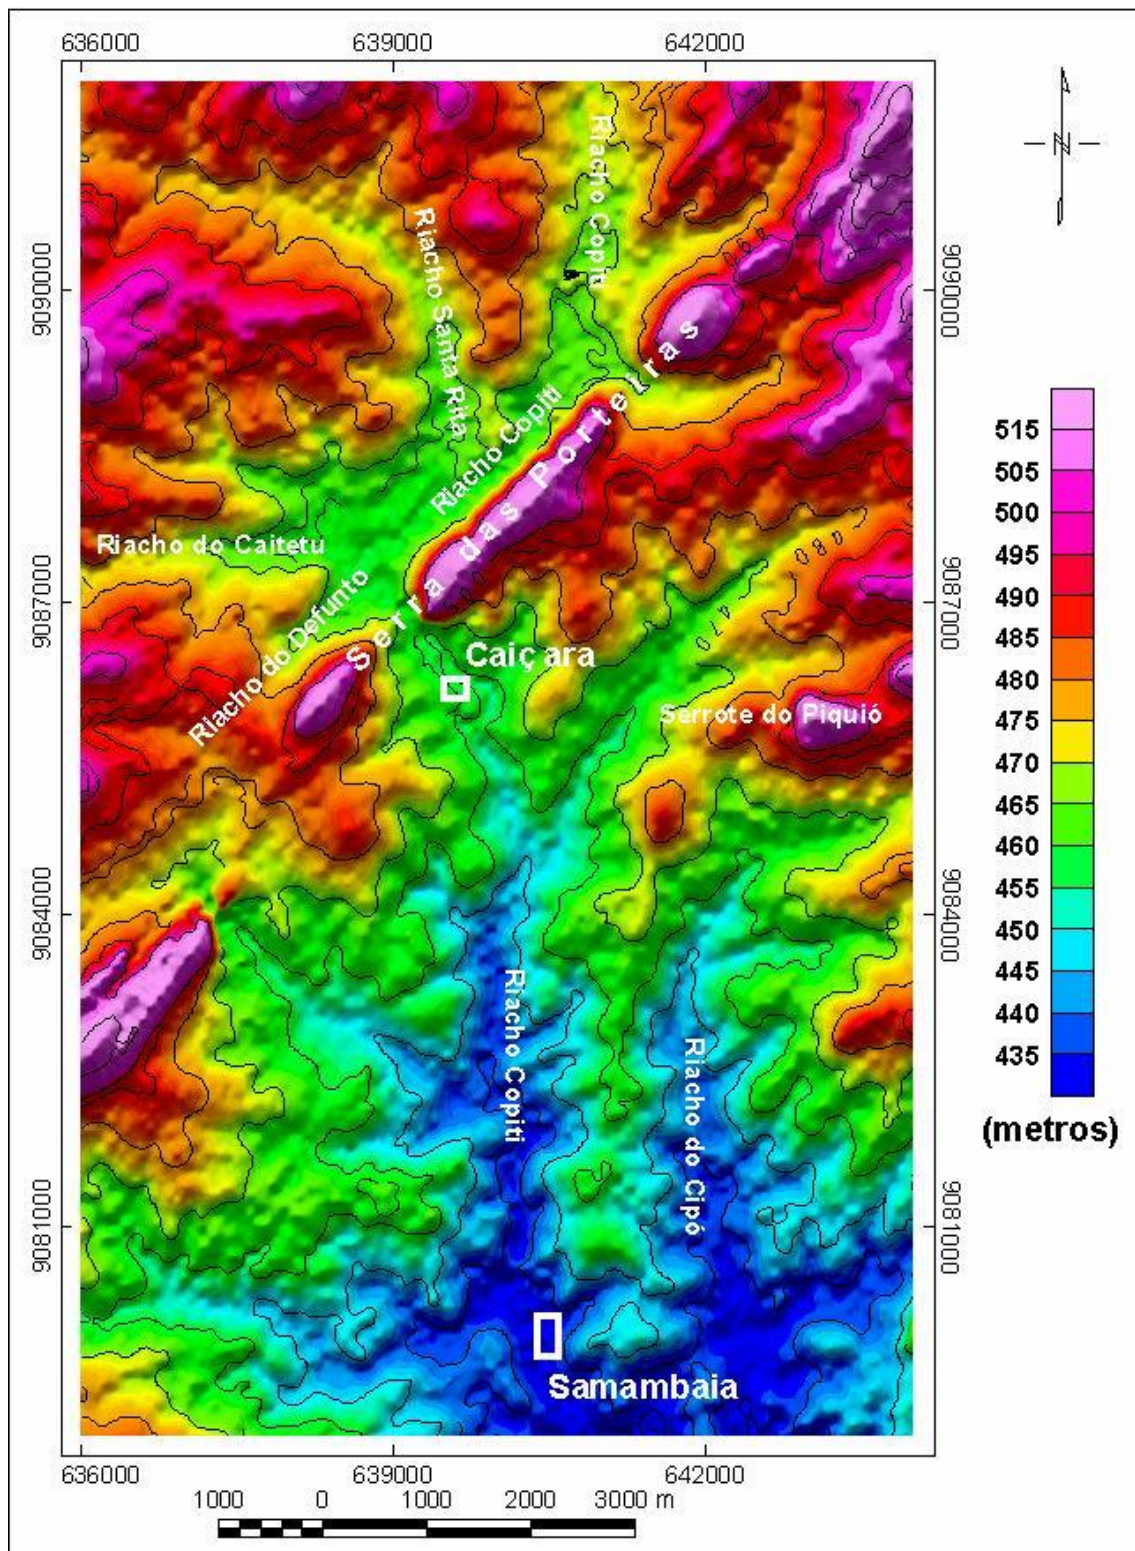 636000 639000 642000
N
Riacho Copiti
Riacho Santa Rita
9090000 9090000
490
Serra das Porteiras
Riacho Copiti
515
505
500
495
490
485
480
475
470
465
460
455
450
445
440
435
(metros)
Riacho do Caitetu
480
470
9087000 9087000
Riacho do Defunto
Caiçara
Serrote do Piquió
9084000 9084000
Riacho Copiti
Riacho do Cipó
9081000 9081000
Samambaia
636000 639000 642000
1000 0 1000 2000 3000 m